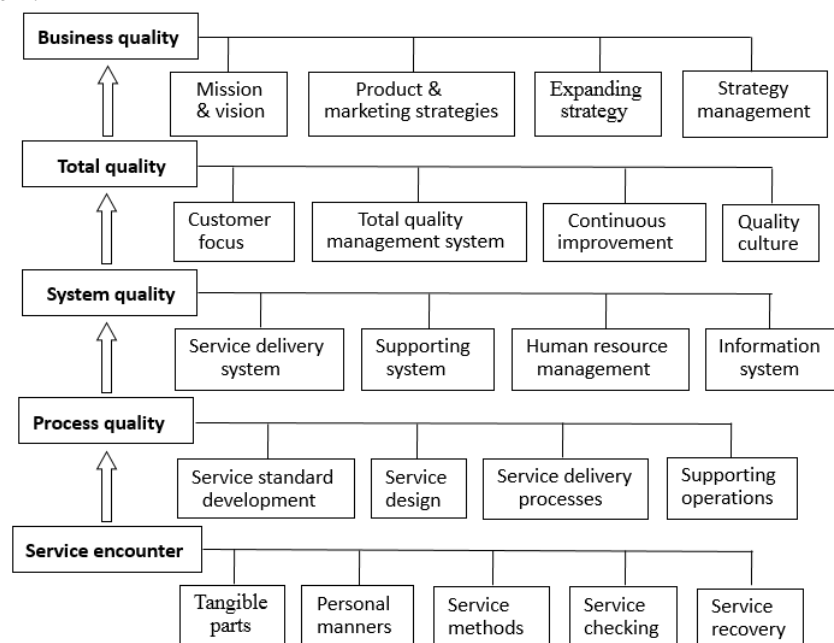 Business quality
Mission
& vision
Product &
marketing strategies
Expanding
strategy
Strategy
management
Total quality
Customer
focus
Total quality
management system
Continuous
improvement
Quality
culture
System quality
Service delivery
system
Supporting
system
Human resource
management
Information
system
Process quality
Service standard
development
Service
design
Service delivery
processes
Supporting
operations
Service encounter
Tangible
parts
Personal
manners
Service
methods
Service
checking
Service
recovery